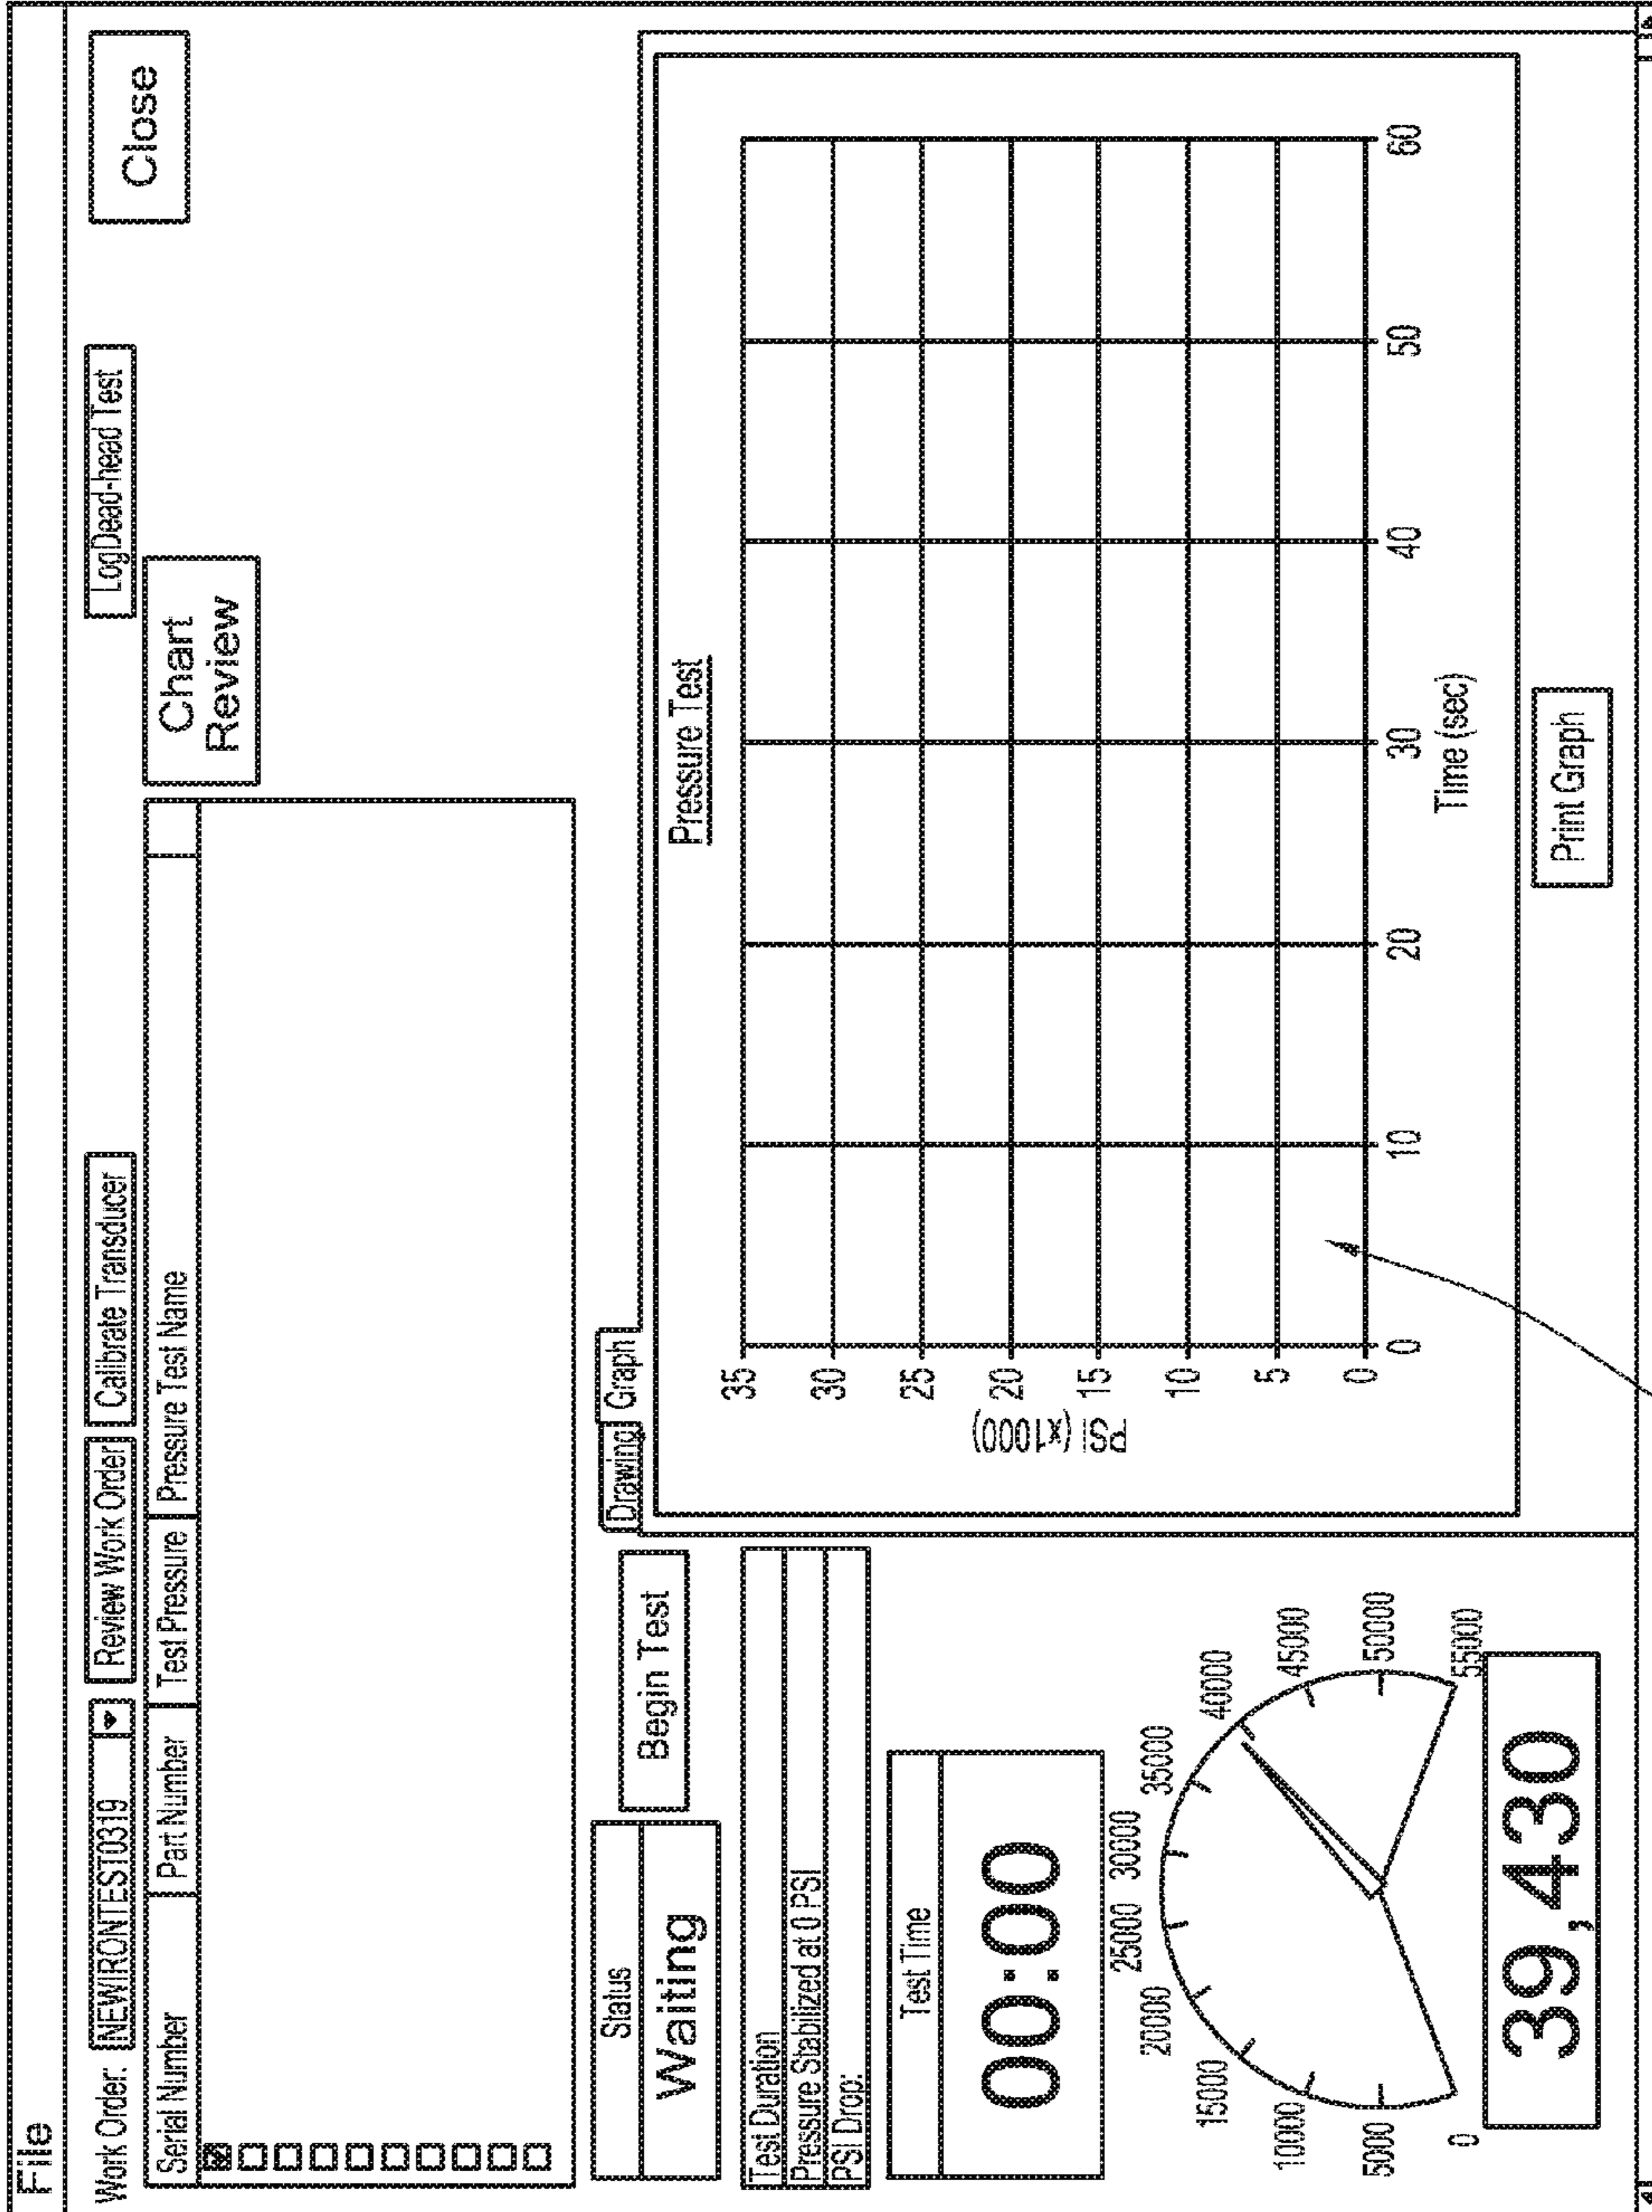 File
Work Order: NEWIRONTEST0319 Review Work Order Calibrate Transducer LogDead-head Test Close
Serial Number Part Number Test Pressure Pressure Test Name
Chart
Review
Status
Waiting
Begin Test
Test Duration
Pressure Stabilized at 0 PSI
PSI Drop:
Test Time
00:00
0 5000 10000 15000 20000 25000 30000 35000 40000 45000 50000 55000
39,430
Drawing Graph
Pressure Test
PSI (x1000)
35
30
25
20
15
10
5
0
0 10 20 30 40 50 60
Time (sec)
Print Graph